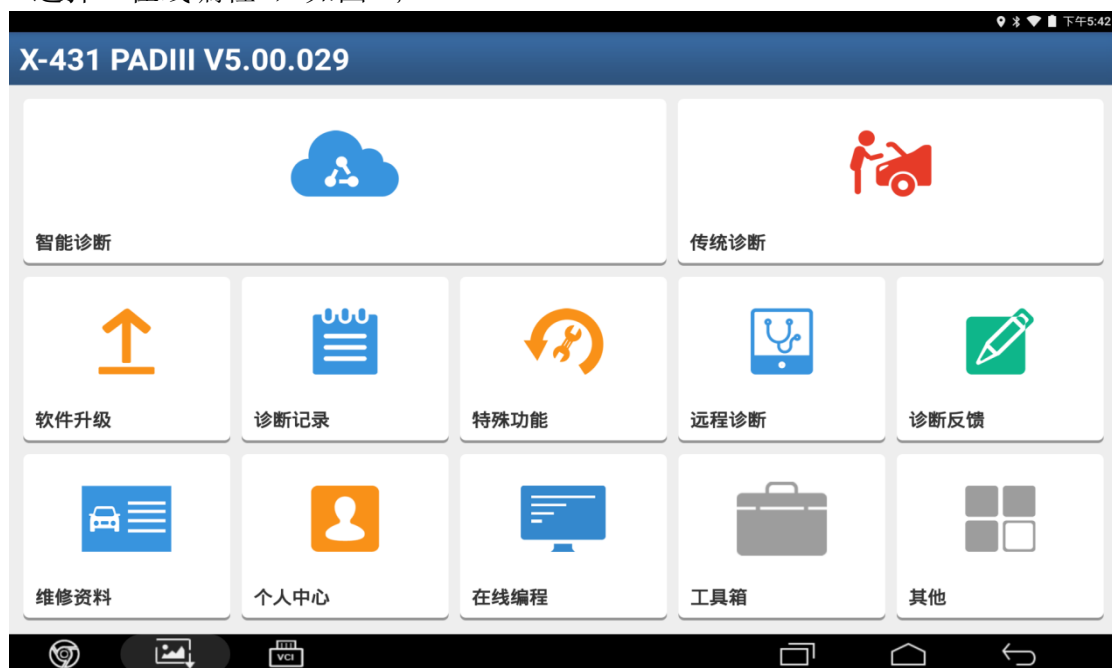 下午5:42
X-431 PADIII V5.00.029
智能诊断
传统诊断
软件升级
诊断记录
特殊功能
远程诊断
诊断反馈
维修资料
个人中心
在线编程
工具箱
其他
VCI